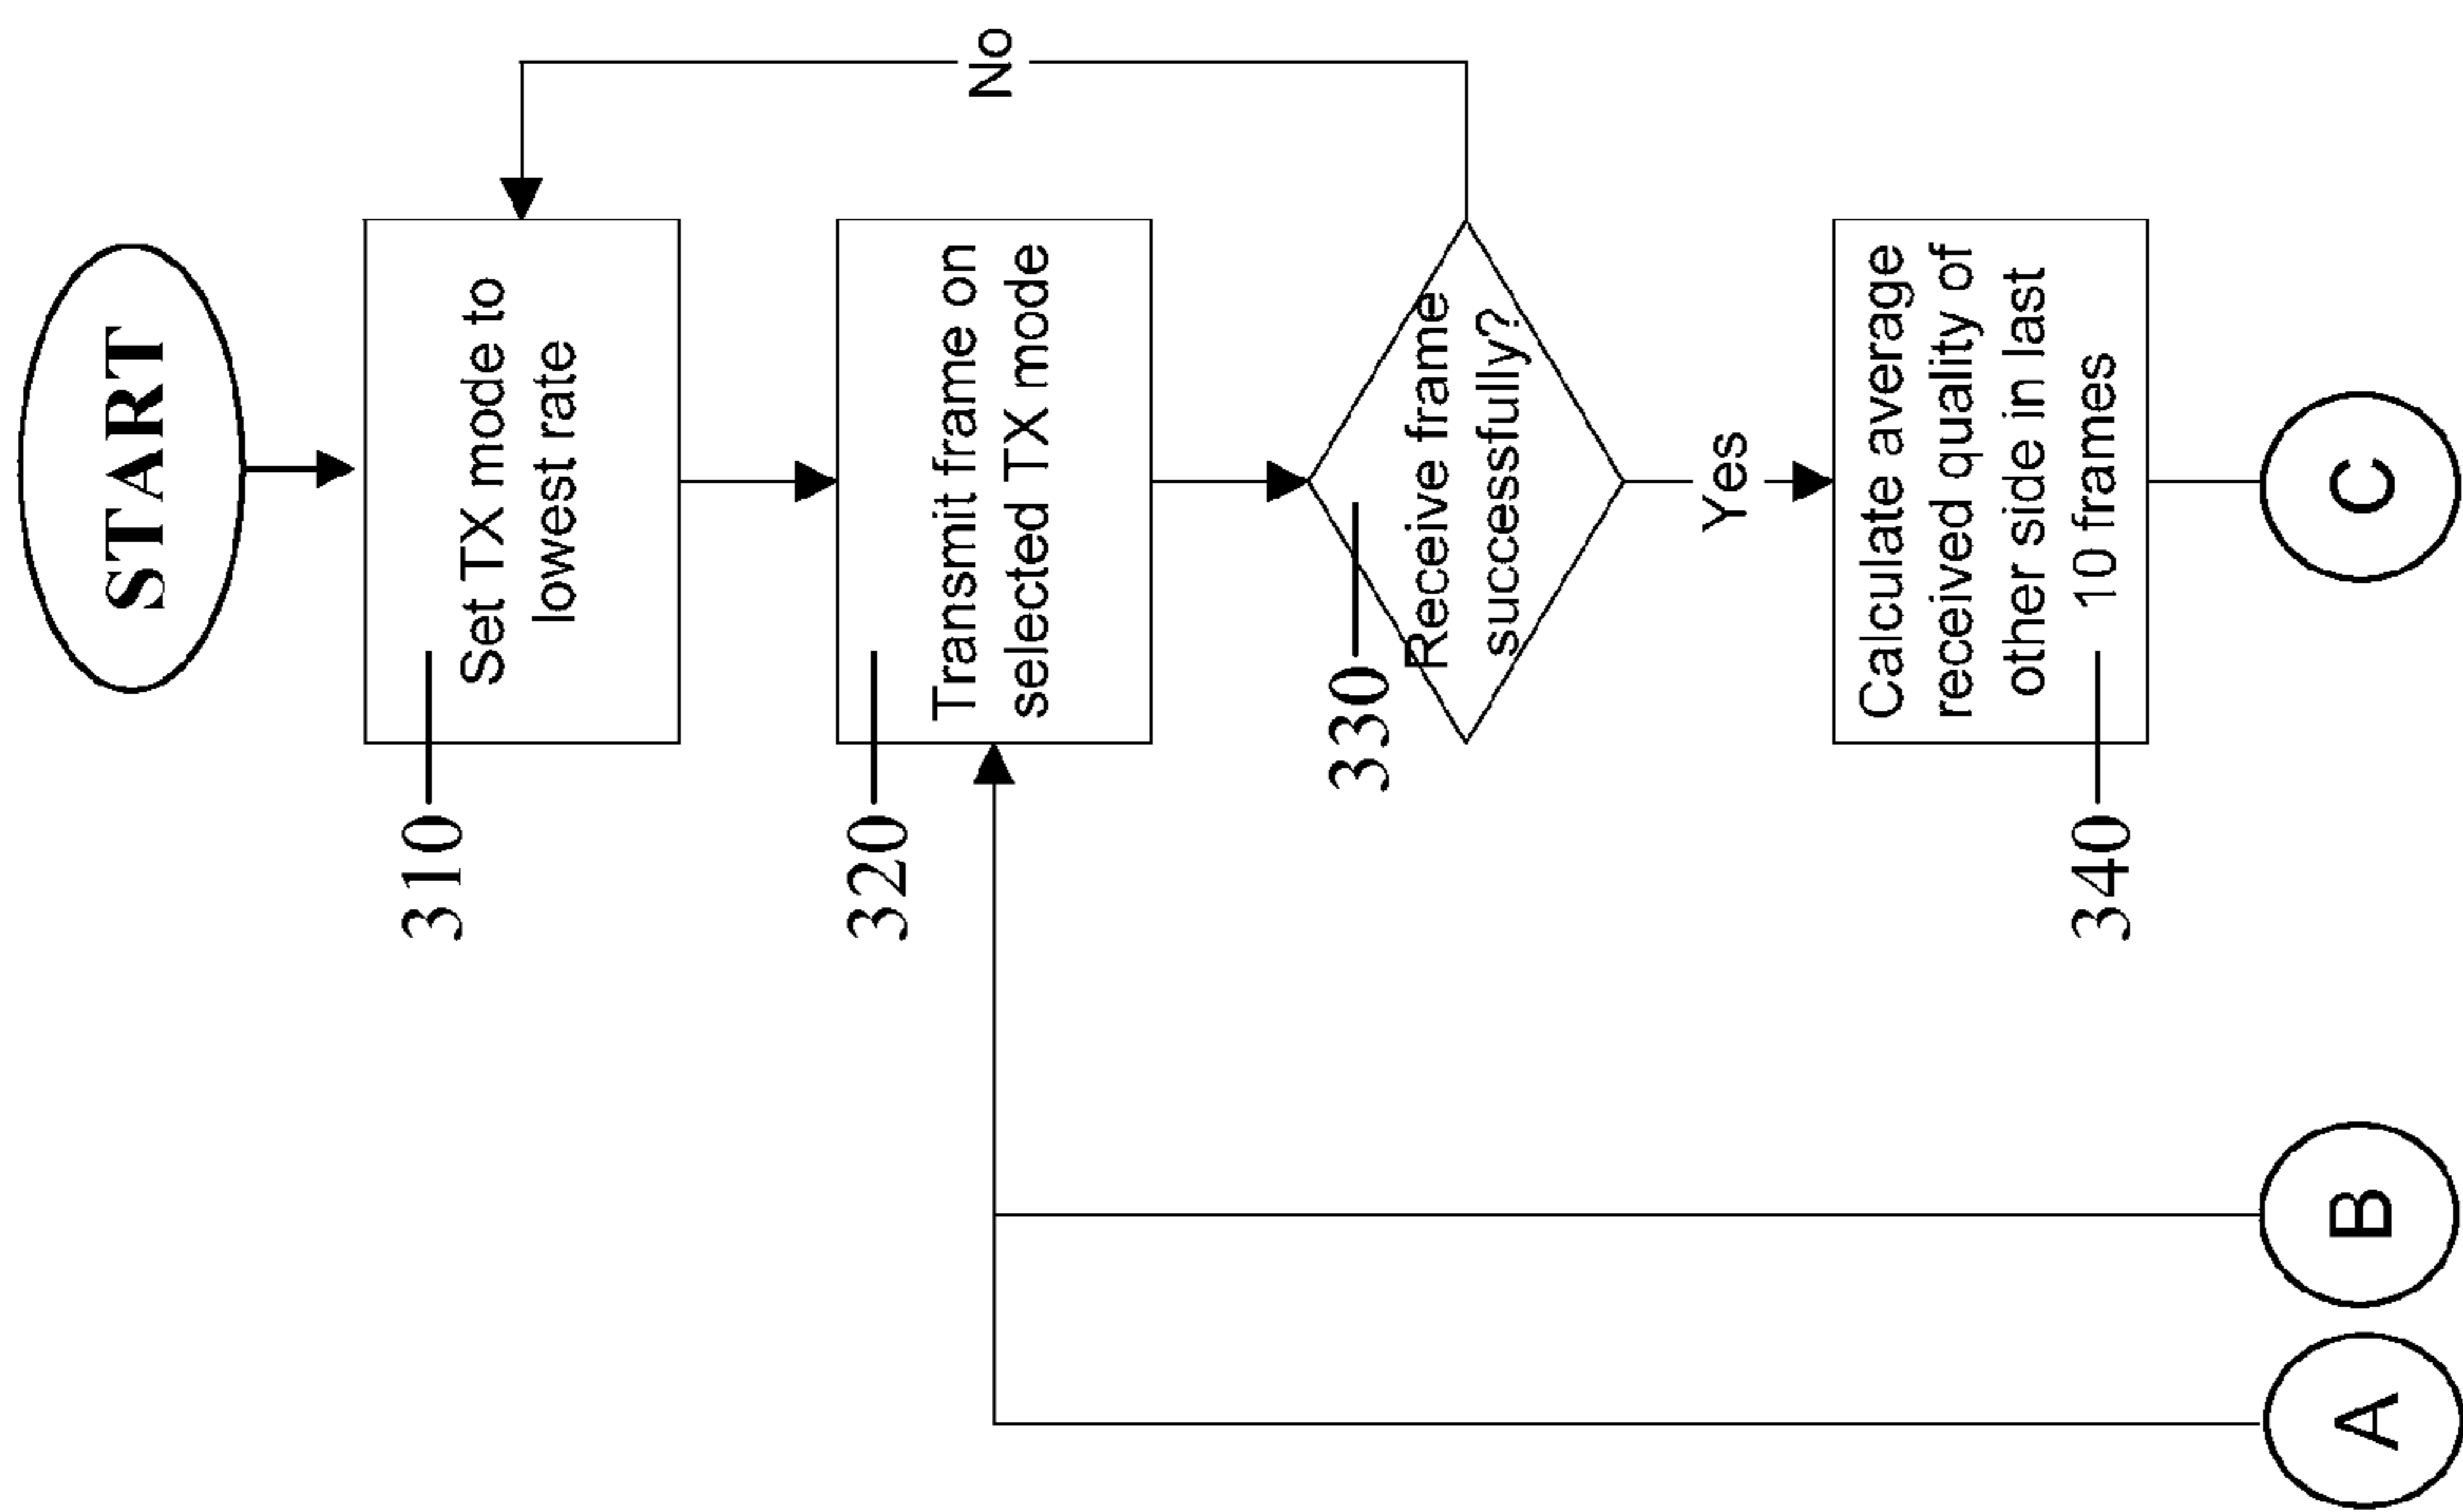 START
310
Set TX mode to
lowest rate
320
Transmit frame on
selected TX mode
330
Receive frame
successfully?
No
Yes
340
Calculate average
received quality of
other side in last
10 frames
A
B
C